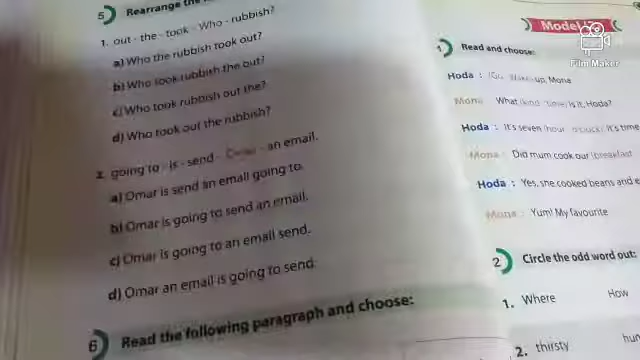 5 Rearrange the
1. out - the - took - Who - rubbish?
a) Who the rubbish took out?
b) Who took rubbish the out?
c) Who took rubbish out the?
d) Who took out the rubbish?
2. going to - is - send - Omar - an email.
a) Omar is send an email going to.
b) Omar is going to send an email.
c) Omar is going to an email send.
d) Omar an email is going to send.
6 Read the following paragraph and choose:
Model
Film Maker
1 Read and choose:
Hoda : (Go Wake up, Mona
Mona What (kind time) is it, Hoda?
Hoda : It's seven (hour o'clock). It's time
Mona: Did mum cook our (breakfast
Hoda : Yes, she cooked beans and e
Mona: Yum! My favourite
2 Circle the odd word out:
1. Where How
2. thirsty hun